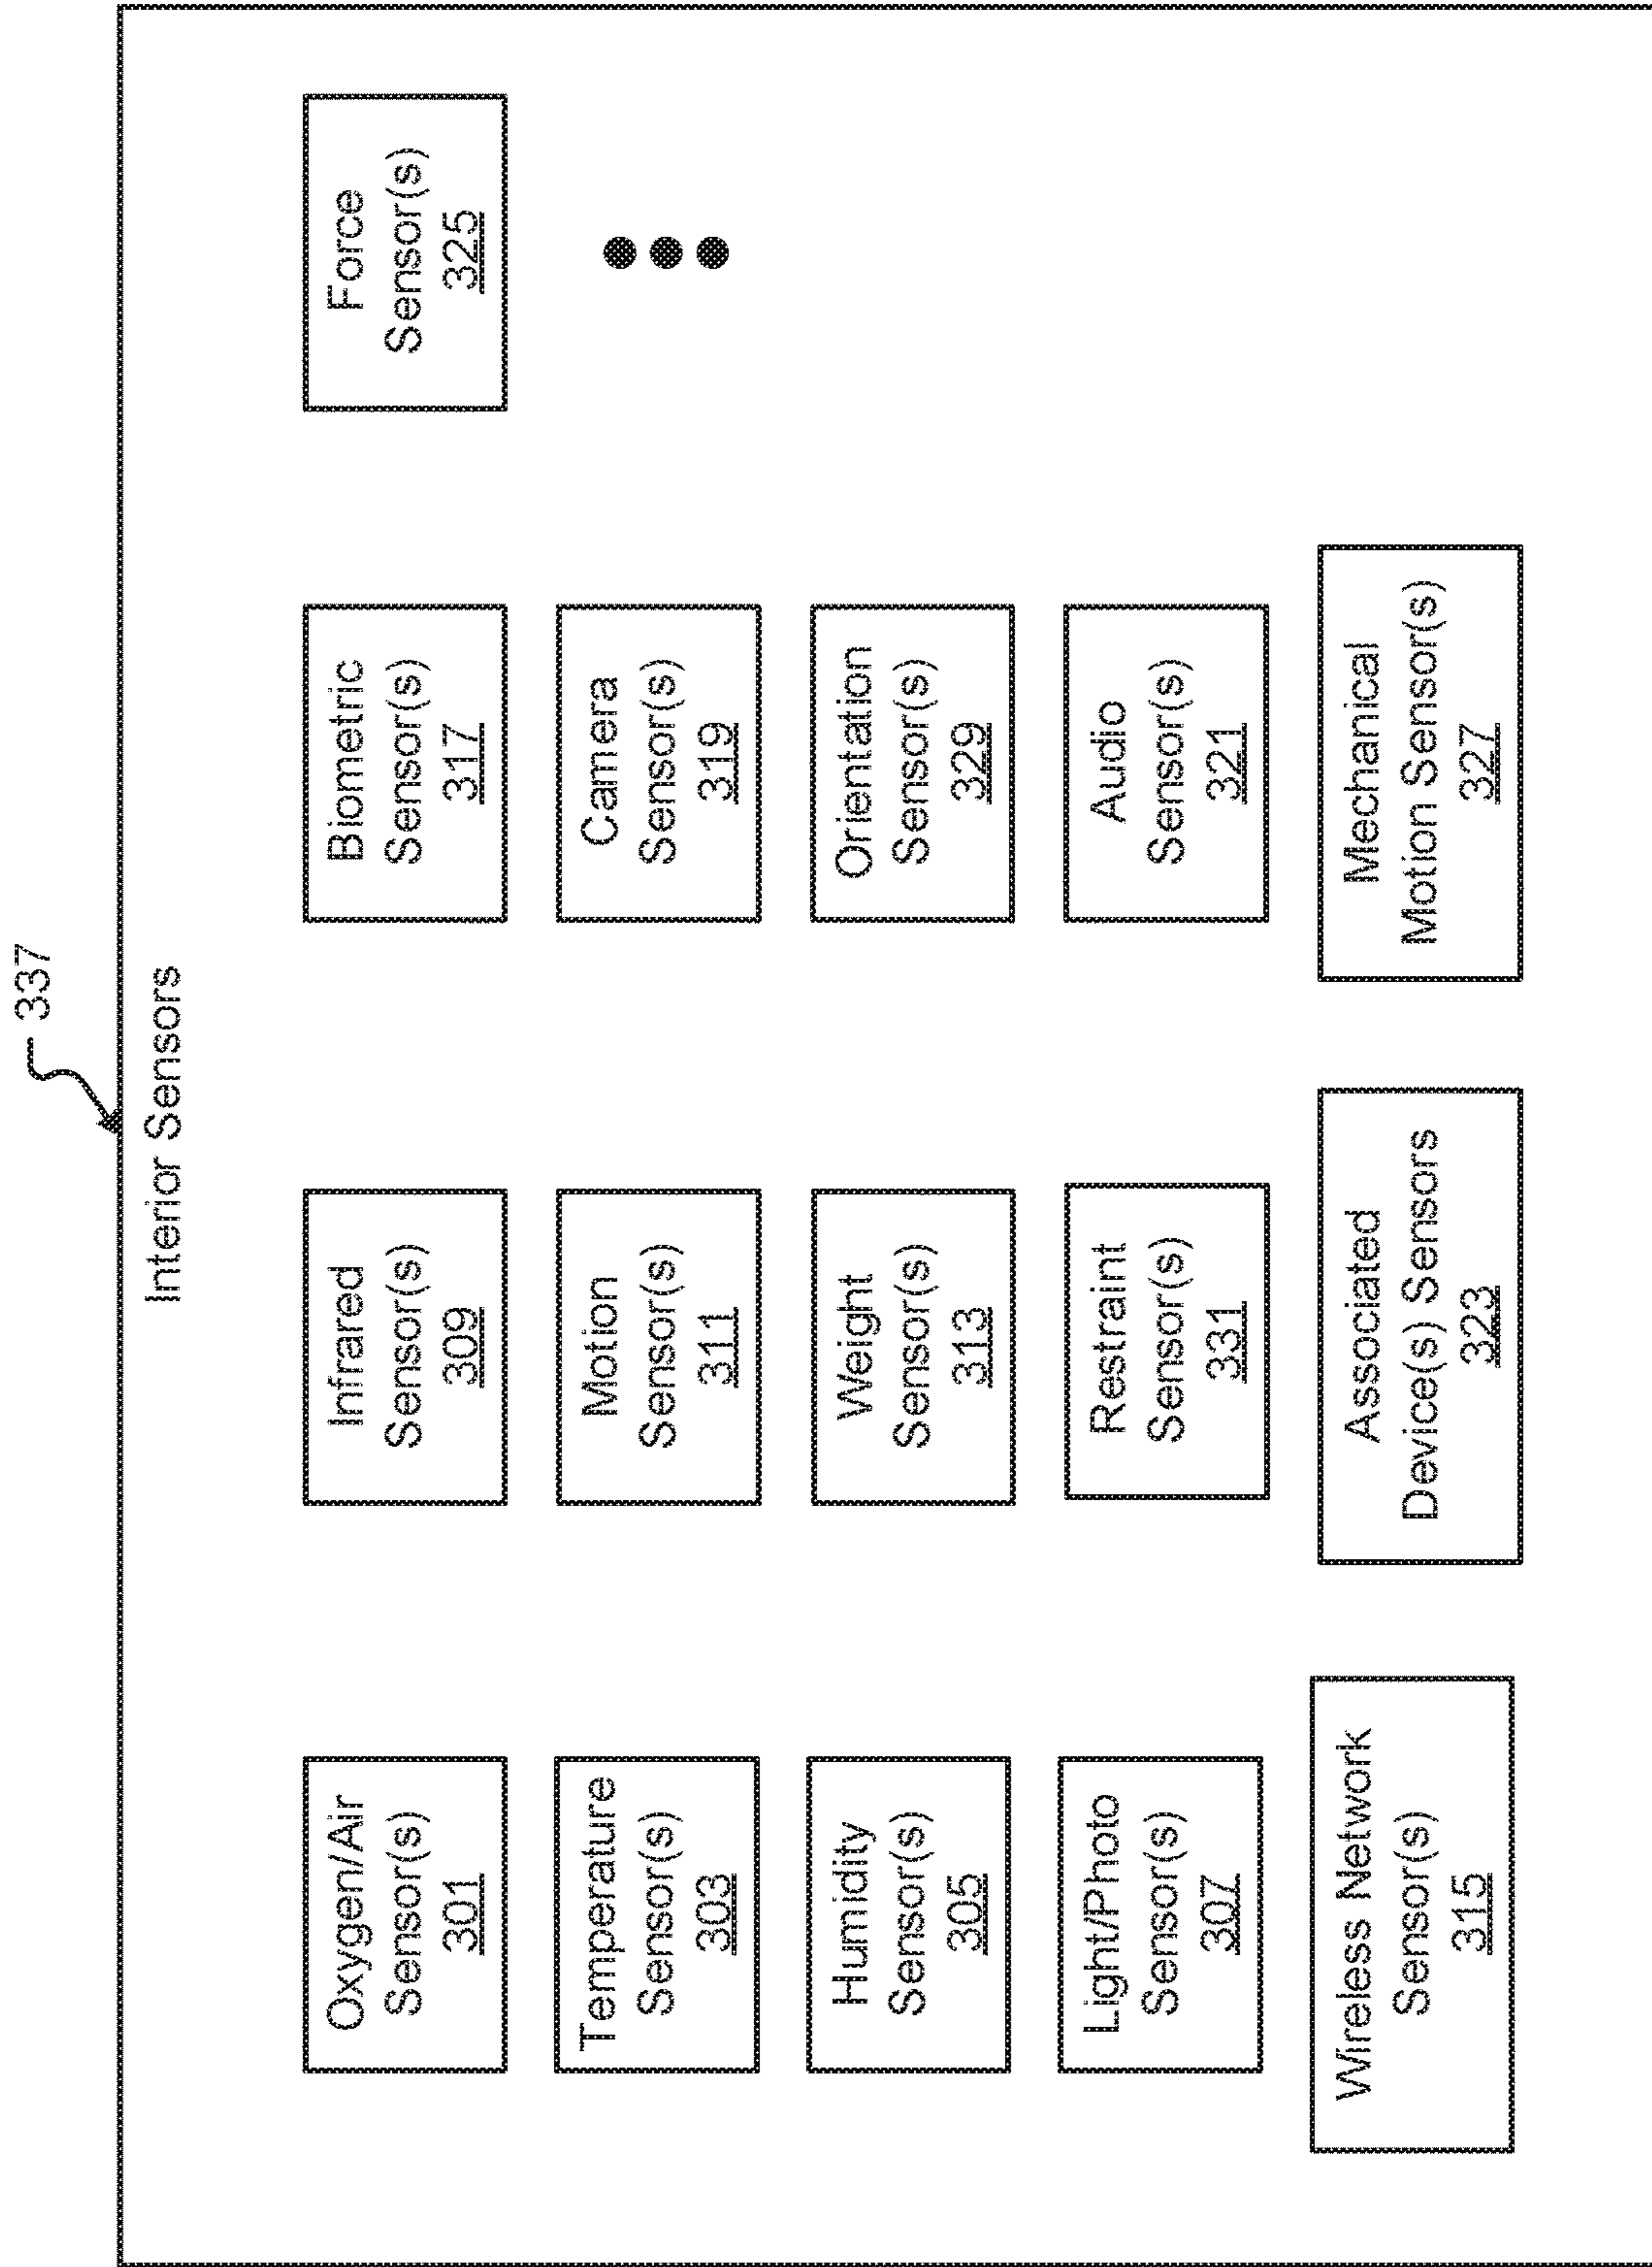 337
Interior Sensors
Oxygen/Air
Sensor(s)
301
Temperature
Sensor(s)
303
Humidity
Sensor(s)
305
Light/Photo
Sensor(s)
307
Wireless Network
Sensor(s)
315
Infrared
Sensor(s)
309
Motion
Sensor(s)
311
Weight
Sensor(s)
313
Restraint
Sensor(s)
331
Associated
Device(s) Sensors
323
Biometric
Sensor(s)
317
Camera
Sensor(s)
319
Orientation
Sensor(s)
329
Audio
Sensor(s)
321
Mechanical
Motion Sensor(s)
327
Force
Sensor(s)
325